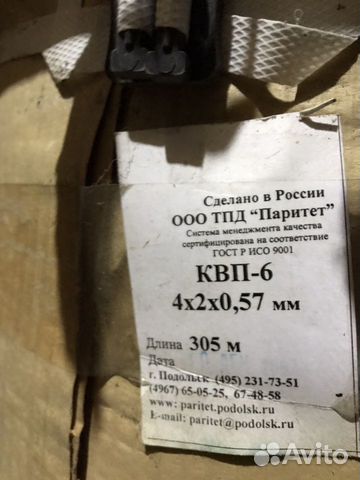 Сделано в России
ООО ТПД “Паритет”
Система менеджмента качества
сертифицирована на соответствие
ГОСТ Р ИСО 9001
КВП-6
4х2х0,57 мм
Длина 305 м
Дата
г. Подольск (495) 231-73-51
(4967) 65-05-25, 67-48-58
www: paritet.podolsk.ru
E-mail: paritet@podolsk.ru
Avito